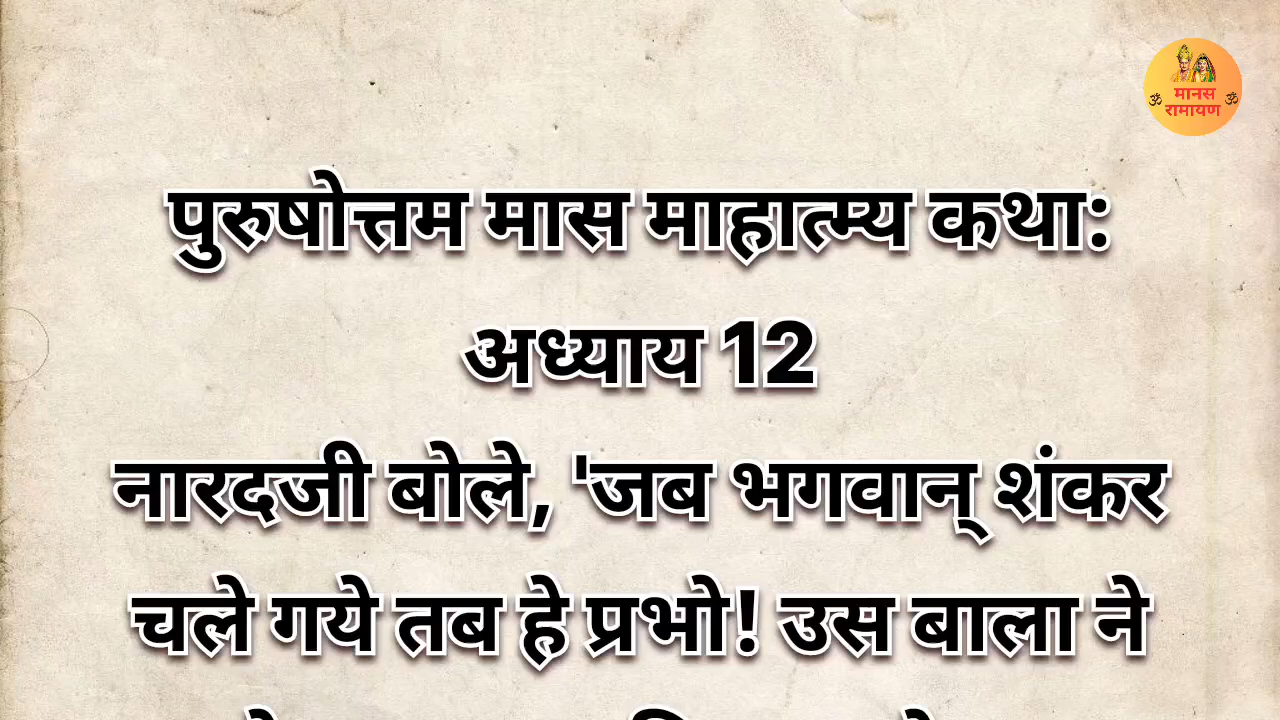 मानस
रामायण
पुरुषोत्तम मास माहात्म्य कथा:
अध्याय 12
नारदजी बोले, 'जब भगवान् शंकर
चले गये तब हे प्रभो! उस बाला ने